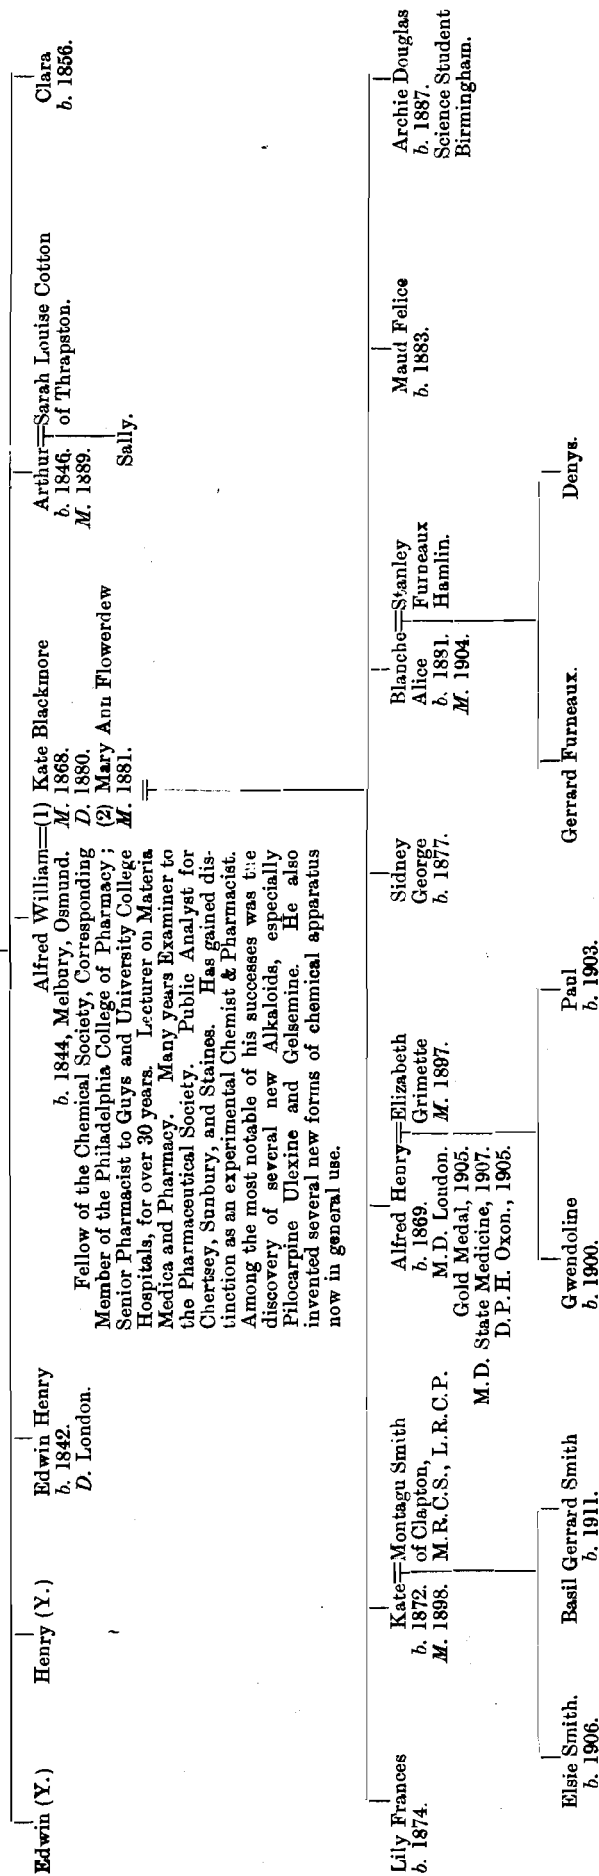 Edwin (Y.)
Henry (Y.)
Edwin Henry
b. 1842.
D. London.
Alfred William=(1) Kate Blackmore
b. 1844, Melbury, Osmund.
M. 1868.
D. 1880.
(2) Mary Ann Flowerdew
M. 1881.
Fellow of the Chemical Society, Corresponding
Member of the Philadelphia College of Pharmacy;
Senior Pharmacist to Guys and University College
Hospitals, for over 30 years. Lecturer on Materia
Medica and Pharmacy. Many years Examiner to
the Pharmaceutical Society. Public Analyst for
Chertsey, Sunbury, and Staines. Has gained dis-
tinction as an experimental Chemist & Pharmacist.
Among the most notable of his successes was the
discovery of several new Alkaloids, especially
Pilocarpine Ulexine and Gelsemine. He also
invented several new forms of chemical apparatus
now in general use.
Arthur=Sarah Louise Cotton
b. 1846.
of Thrapston.
M. 1889.
Sally.
Clara
b. 1856.
Lily Frances
b. 1874.
Kate=Montagu Smith
b. 1872.
of Clapton,
M. 1898.
M.R.C.S., L.R.C.P.
Alfred Henry=Elizabeth
b. 1869.
Grimette
M.D. London.
M. 1897.
Gold Medal, 1905.
M.D. State Medicine, 1907.
D.P.H. Oxon., 1905.
Sidney
George
b. 1877.
Blanche=Stanley
Alice
Furneaux
b. 1881.
Hamlin.
M. 1904.
Maud Felice
b. 1883.
Archie Douglas
b. 1887.
Science Student
Birmingham.
Elsie Smith.
b. 1906.
Basil Gerrard Smith
b. 1911.
Gwendoline
b. 1900.
Paul
b. 1903.
Gerrard Furneaux.
Denys.